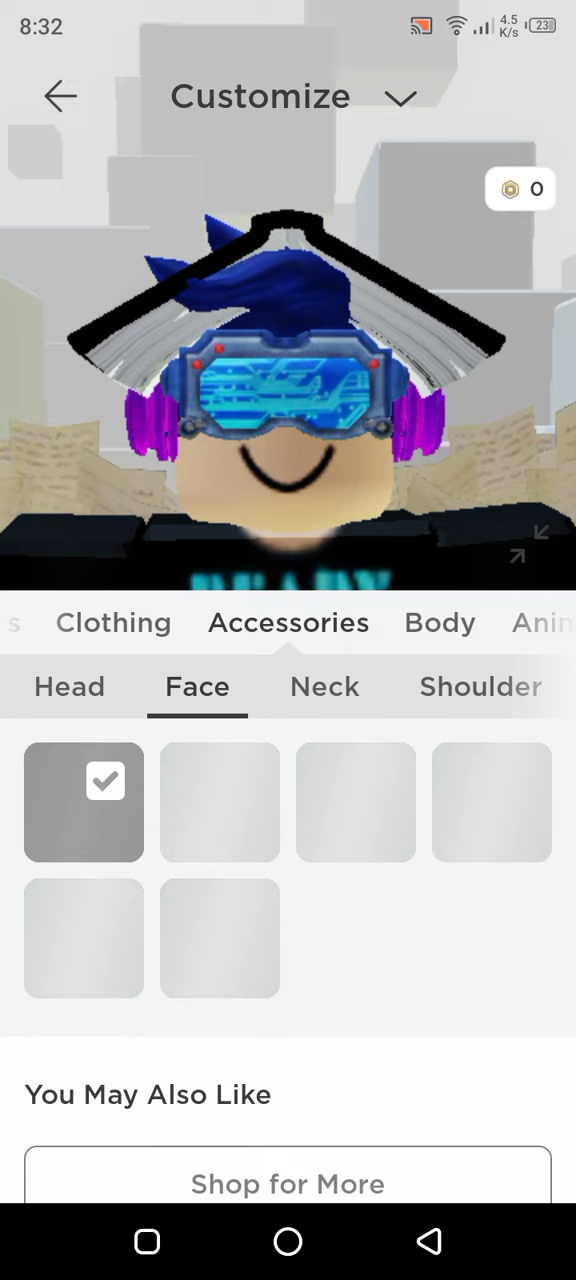 8:32
4.5
K/s
23
Customize
0
s Clothing Accessories Body Anin
Head Face Neck Shoulder
You May Also Like
Shop for More